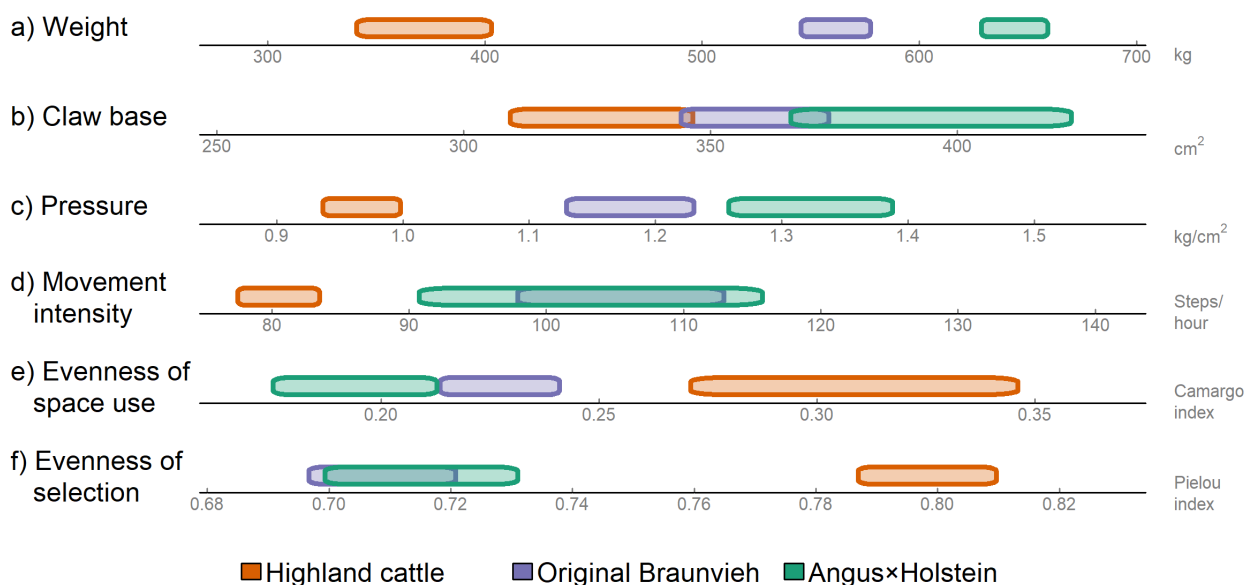 a) Weight
300 400 500 600 700 kg
b) Claw base
250 300 350 400 cm²
c) Pressure
0.9 1.0 1.1 1.2 1.3 1.4 1.5 kg/cm²
d) Movement
intensity
80 90 100 110 120 130 140 Steps/
hour
e) Evenness of
space use
0.20 0.25 0.30 0.35 Camargo
index
f) Evenness of
selection
0.68 0.70 0.72 0.74 0.76 0.78 0.80 0.82 Pielou
index
Highland cattle Original Braunvieh Angus×Holstein